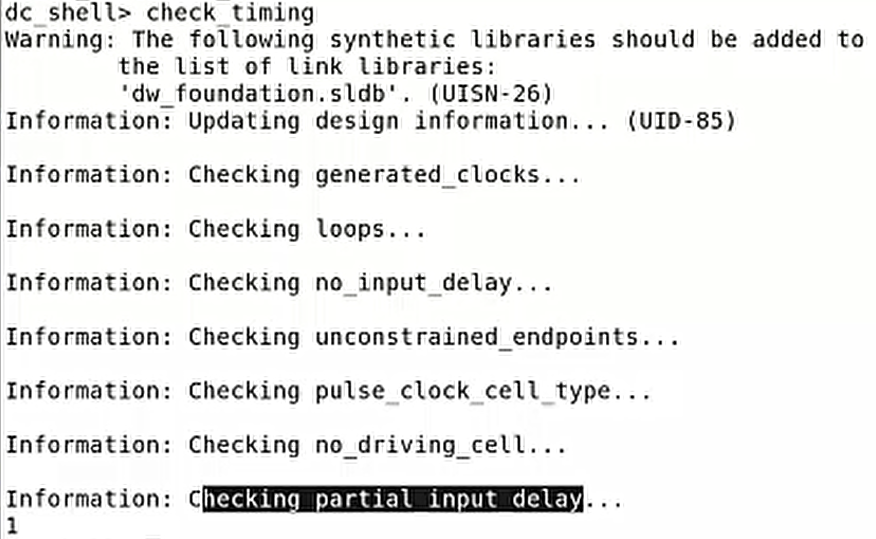 dc_shell> check_timing
Warning: The following synthetic libraries should be added to
the list of link libraries:
'dw_foundation.sldb'. (UISN-26)
Information: Updating design information... (UID-85)
Information: Checking generated_clocks...
Information: Checking loops...
Information: Checking no_input_delay...
Information: Checking unconstrained_endpoints...
Information: Checking pulse_clock_cell_type...
Information: Checking no_driving_cell...
Information: Checking partial_input_delay...
1